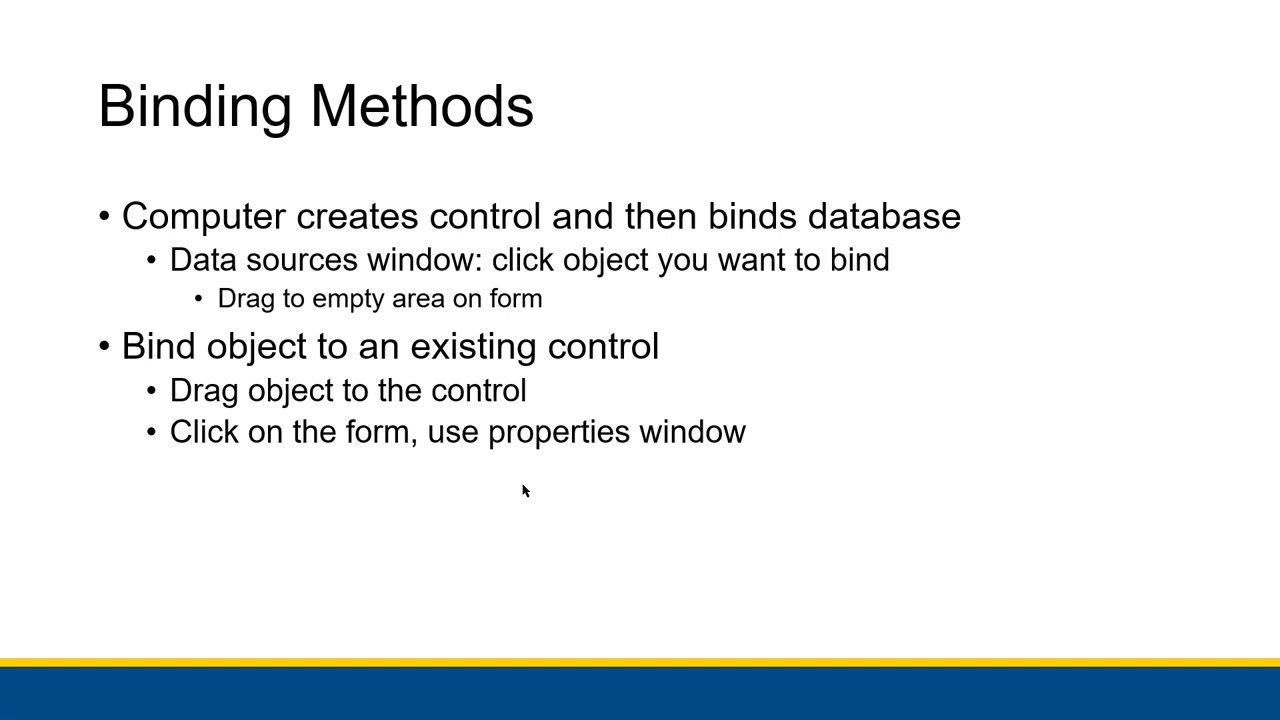 Binding Methods
• Computer creates control and then binds database
• Data sources window: click object you want to bind
• Drag to empty area on form
• Bind object to an existing control
• Drag object to the control
• Click on the form, use properties window